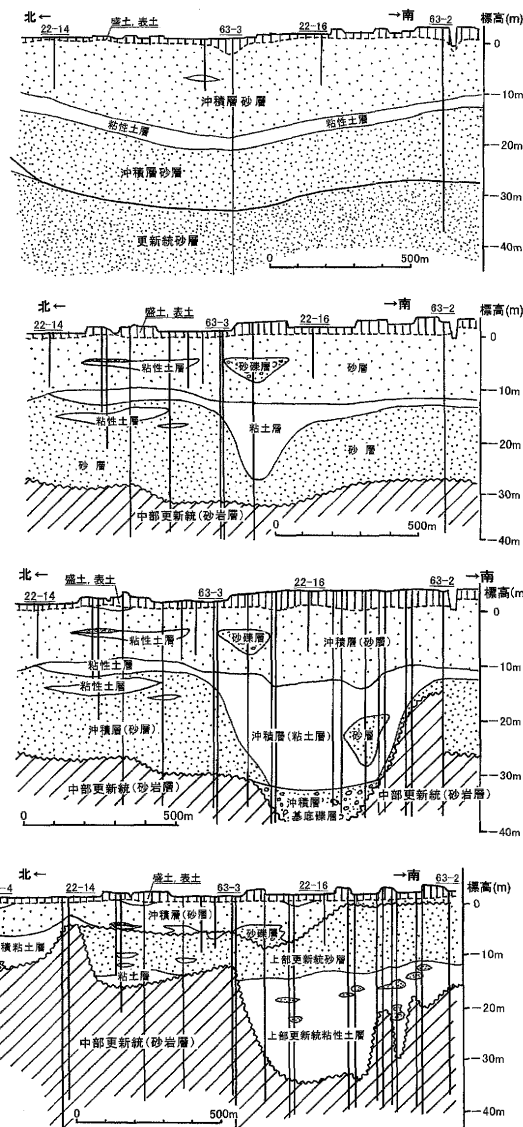 北← →南
22-14 盛土，表土 63-3 22-16 63-2 標高(m)
0
沖積層砂層
−10m
粘性土層 粘性土層
−20m
沖積層砂層
−30m
更新統砂層
−40m
0 500m
北← →南
22-14 盛土，表土 63-3 22-16 63-2 標高(m)
0
粘性土層 砂礫層 砂層
−10m
粘性土層 粘土層
−20m
砂層 砂層
−30m
中部更新統(砂岩層)
0 500m
−40m
北← →南
22-14 盛土，表土 63-3 22-16 63-2 標高(m)
0
粘性土層 砂礫層 沖積層(砂層)
粘性土層
−10m
粘性土層
沖積層(砂層) 沖積層(粘土層) 砂層
−20m
−30m
中部更新統(砂岩層) 沖積層 中部更新統(砂岩層)
基底礫層
0 500m
−40m
北← →南
-4 22-14 盛土，表土 63-3 22-16 63-2 標高(m)
0
沖積層(砂層) 砂礫層
積粘土層 上部更新統砂層
−10m
粘土層
−20m
中部更新統(砂岩層) 上部更新統粘性土層
−30m
0 500m
−40m